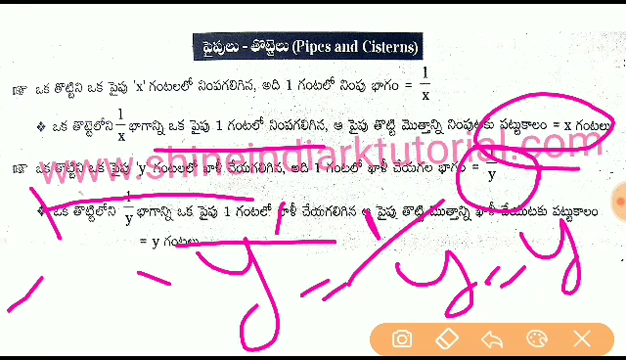 పైపులు - తొట్టెలు (Pipes and Cisterns)
☞ ఒక తొట్టిని ఒక పైపు 'x' గంటలలో నింపగలిగిన, అది 1 గంటలో నింపు భాగం = 1/x
❖ ఒక తొట్టెలోని 1/x భాగాన్ని ఒక పైపు 1 గంటలో నింపగలిగిన, ఆ పైపు తొట్టి మొత్తాన్ని నింపుటకు పట్టుకాలం = x గంటలు
www.shineindiarktutorial.com
☞ ఒక తొట్టిని ఒక పైపు y గంటలలో ఖాళీ చేయగలిగిన, అది 1 గంటలో ఖాళీ చేయగల భాగం = 1/y
❖ ఒక తొట్టిలోని 1/y భాగాన్ని ఒక పైపు 1 గంటలో ఖాళీ చేయగలిగిన ఆ పైపు తొట్టి మొత్తాన్ని ఖాళీ చేయుటకు పట్టుకాలం
= y గంటలు
y = y = y